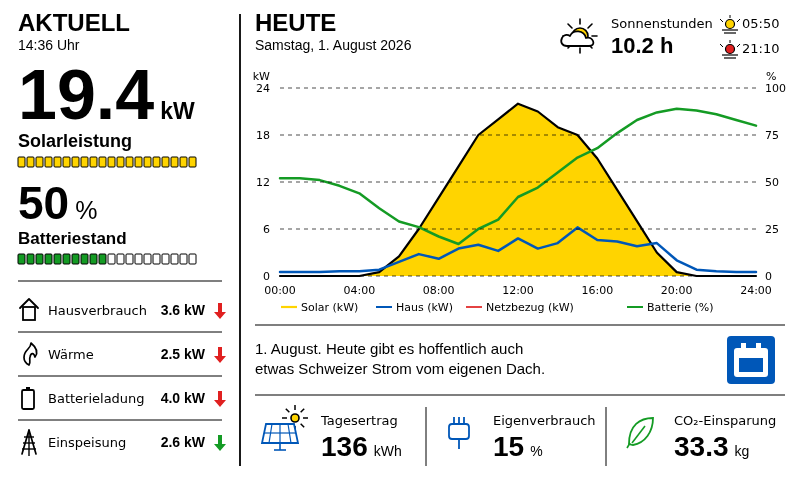 AKTUELL
14:36 Uhr
19.4 kW
Solarleistung
50 %
Batteriestand
Hausverbrauch 3.6 kW
Wärme 2.5 kW
Batterieladung 4.0 kW
Einspeisung 2.6 kW
HEUTE
Samstag, 1. August 2026
Sonnenstunden
10.2 h
05:50
21:10
kW %
24 100
18 75
12 50
6 25
0 0
00:00 04:00 08:00 12:00 16:00 20:00 24:00
Solar (kW) Haus (kW) Netzbezug (kW) Batterie (%)
1. August. Heute gibt es hoffentlich auch
etwas Schweizer Strom vom eigenen Dach.
Tagesertrag
136 kWh
Eigenverbrauch
15 %
CO₂-Einsparung
33.3 kg